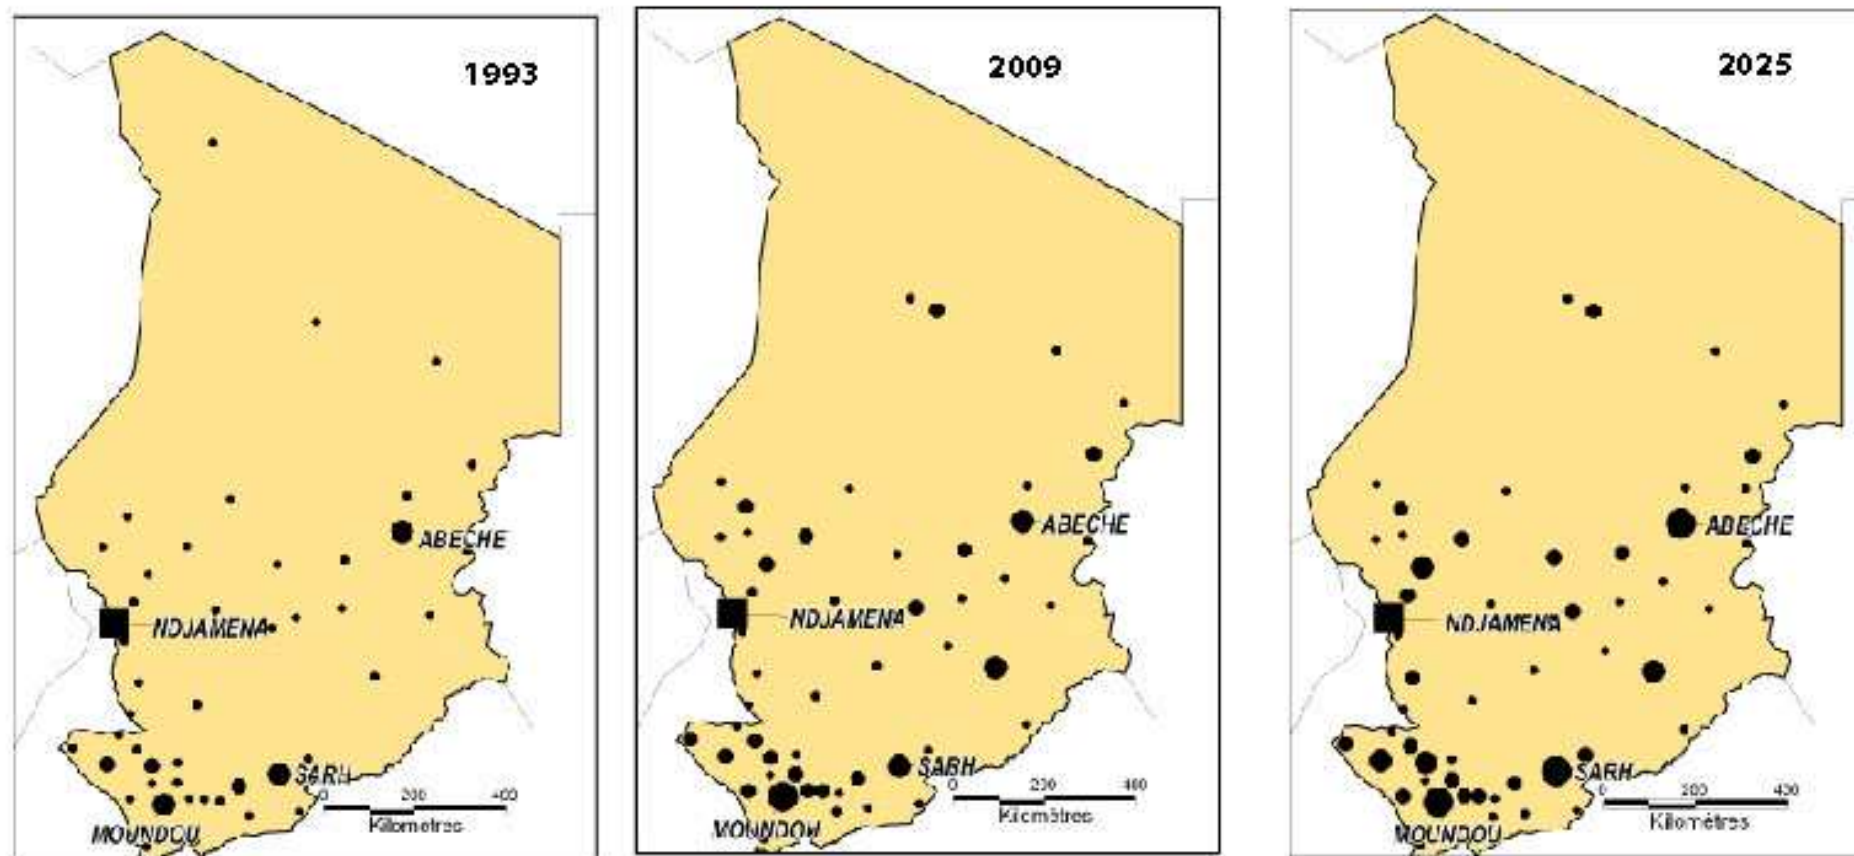 1993
ABECHE
NDJAMENA
SARH
MOUNDOU
0 200 400
Kilometres
2009
ABECHE
NDJAMENA
SARH
MOUNDOU
0 200 400
Kilomètres
2025
ABECHE
NDJAMENA
SARH
MOUNDOU
0 200 400
Kilomètres